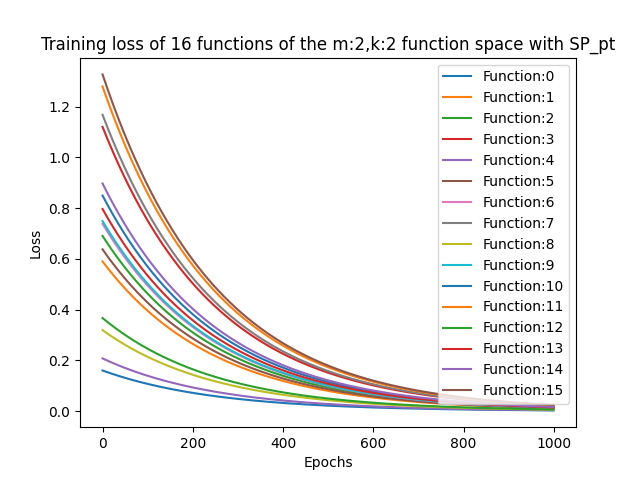 Training loss of 16 functions of the m:2,k:2 function space with SP_pt
Function:0
Function:1
Function:2
Function:3
Function:4
Function:5
Function:6
Function:7
Function:8
Function:9
Function:10
Function:11
Function:12
Function:13
Function:14
Function:15
Loss
1.2
1.0
0.8
0.6
0.4
0.2
0.0
0
200
400
600
800
1000
Epochs